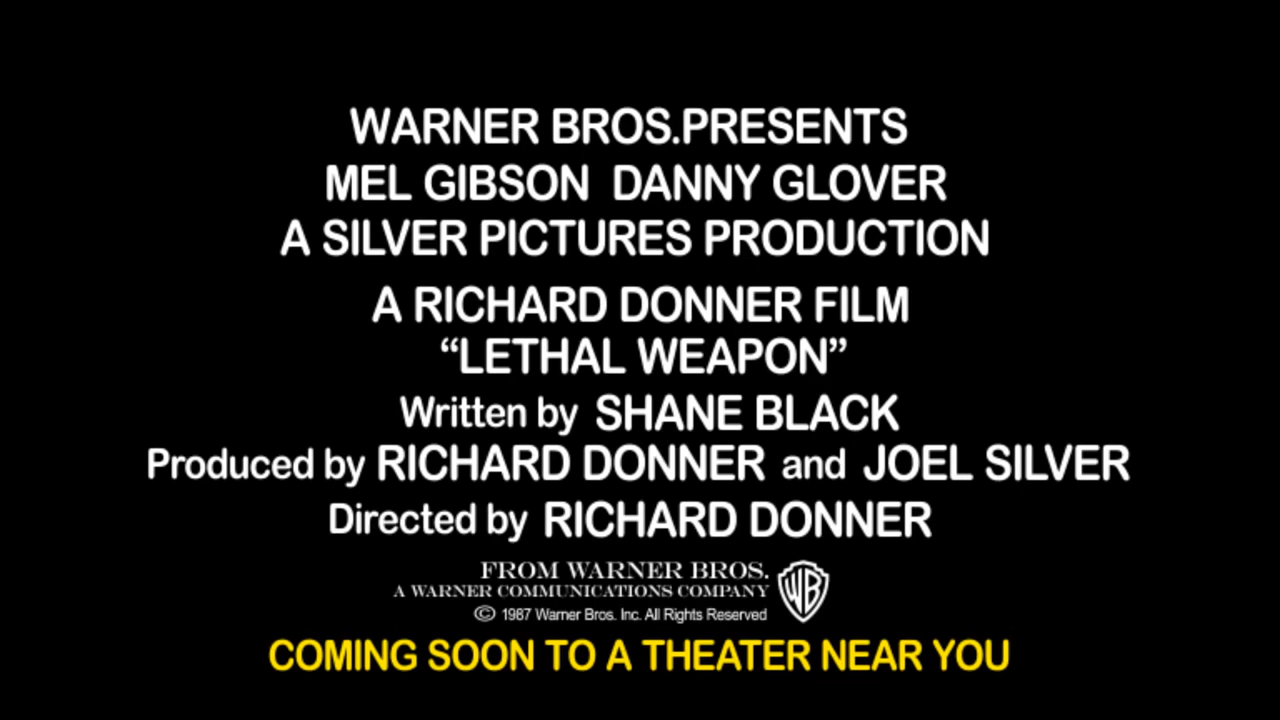 WARNER BROS.PRESENTS
MEL GIBSON DANNY GLOVER
A SILVER PICTURES PRODUCTION
A RICHARD DONNER FILM
“LETHAL WEAPON”
Written by SHANE BLACK
Produced by RICHARD DONNER and JOEL SILVER
Directed by RICHARD DONNER
FROM WARNER BROS.
A WARNER COMMUNICATIONS COMPANY
© 1987 Warner Bros. Inc. All Rights Reserved
WB
COMING SOON TO A THEATER NEAR YOU